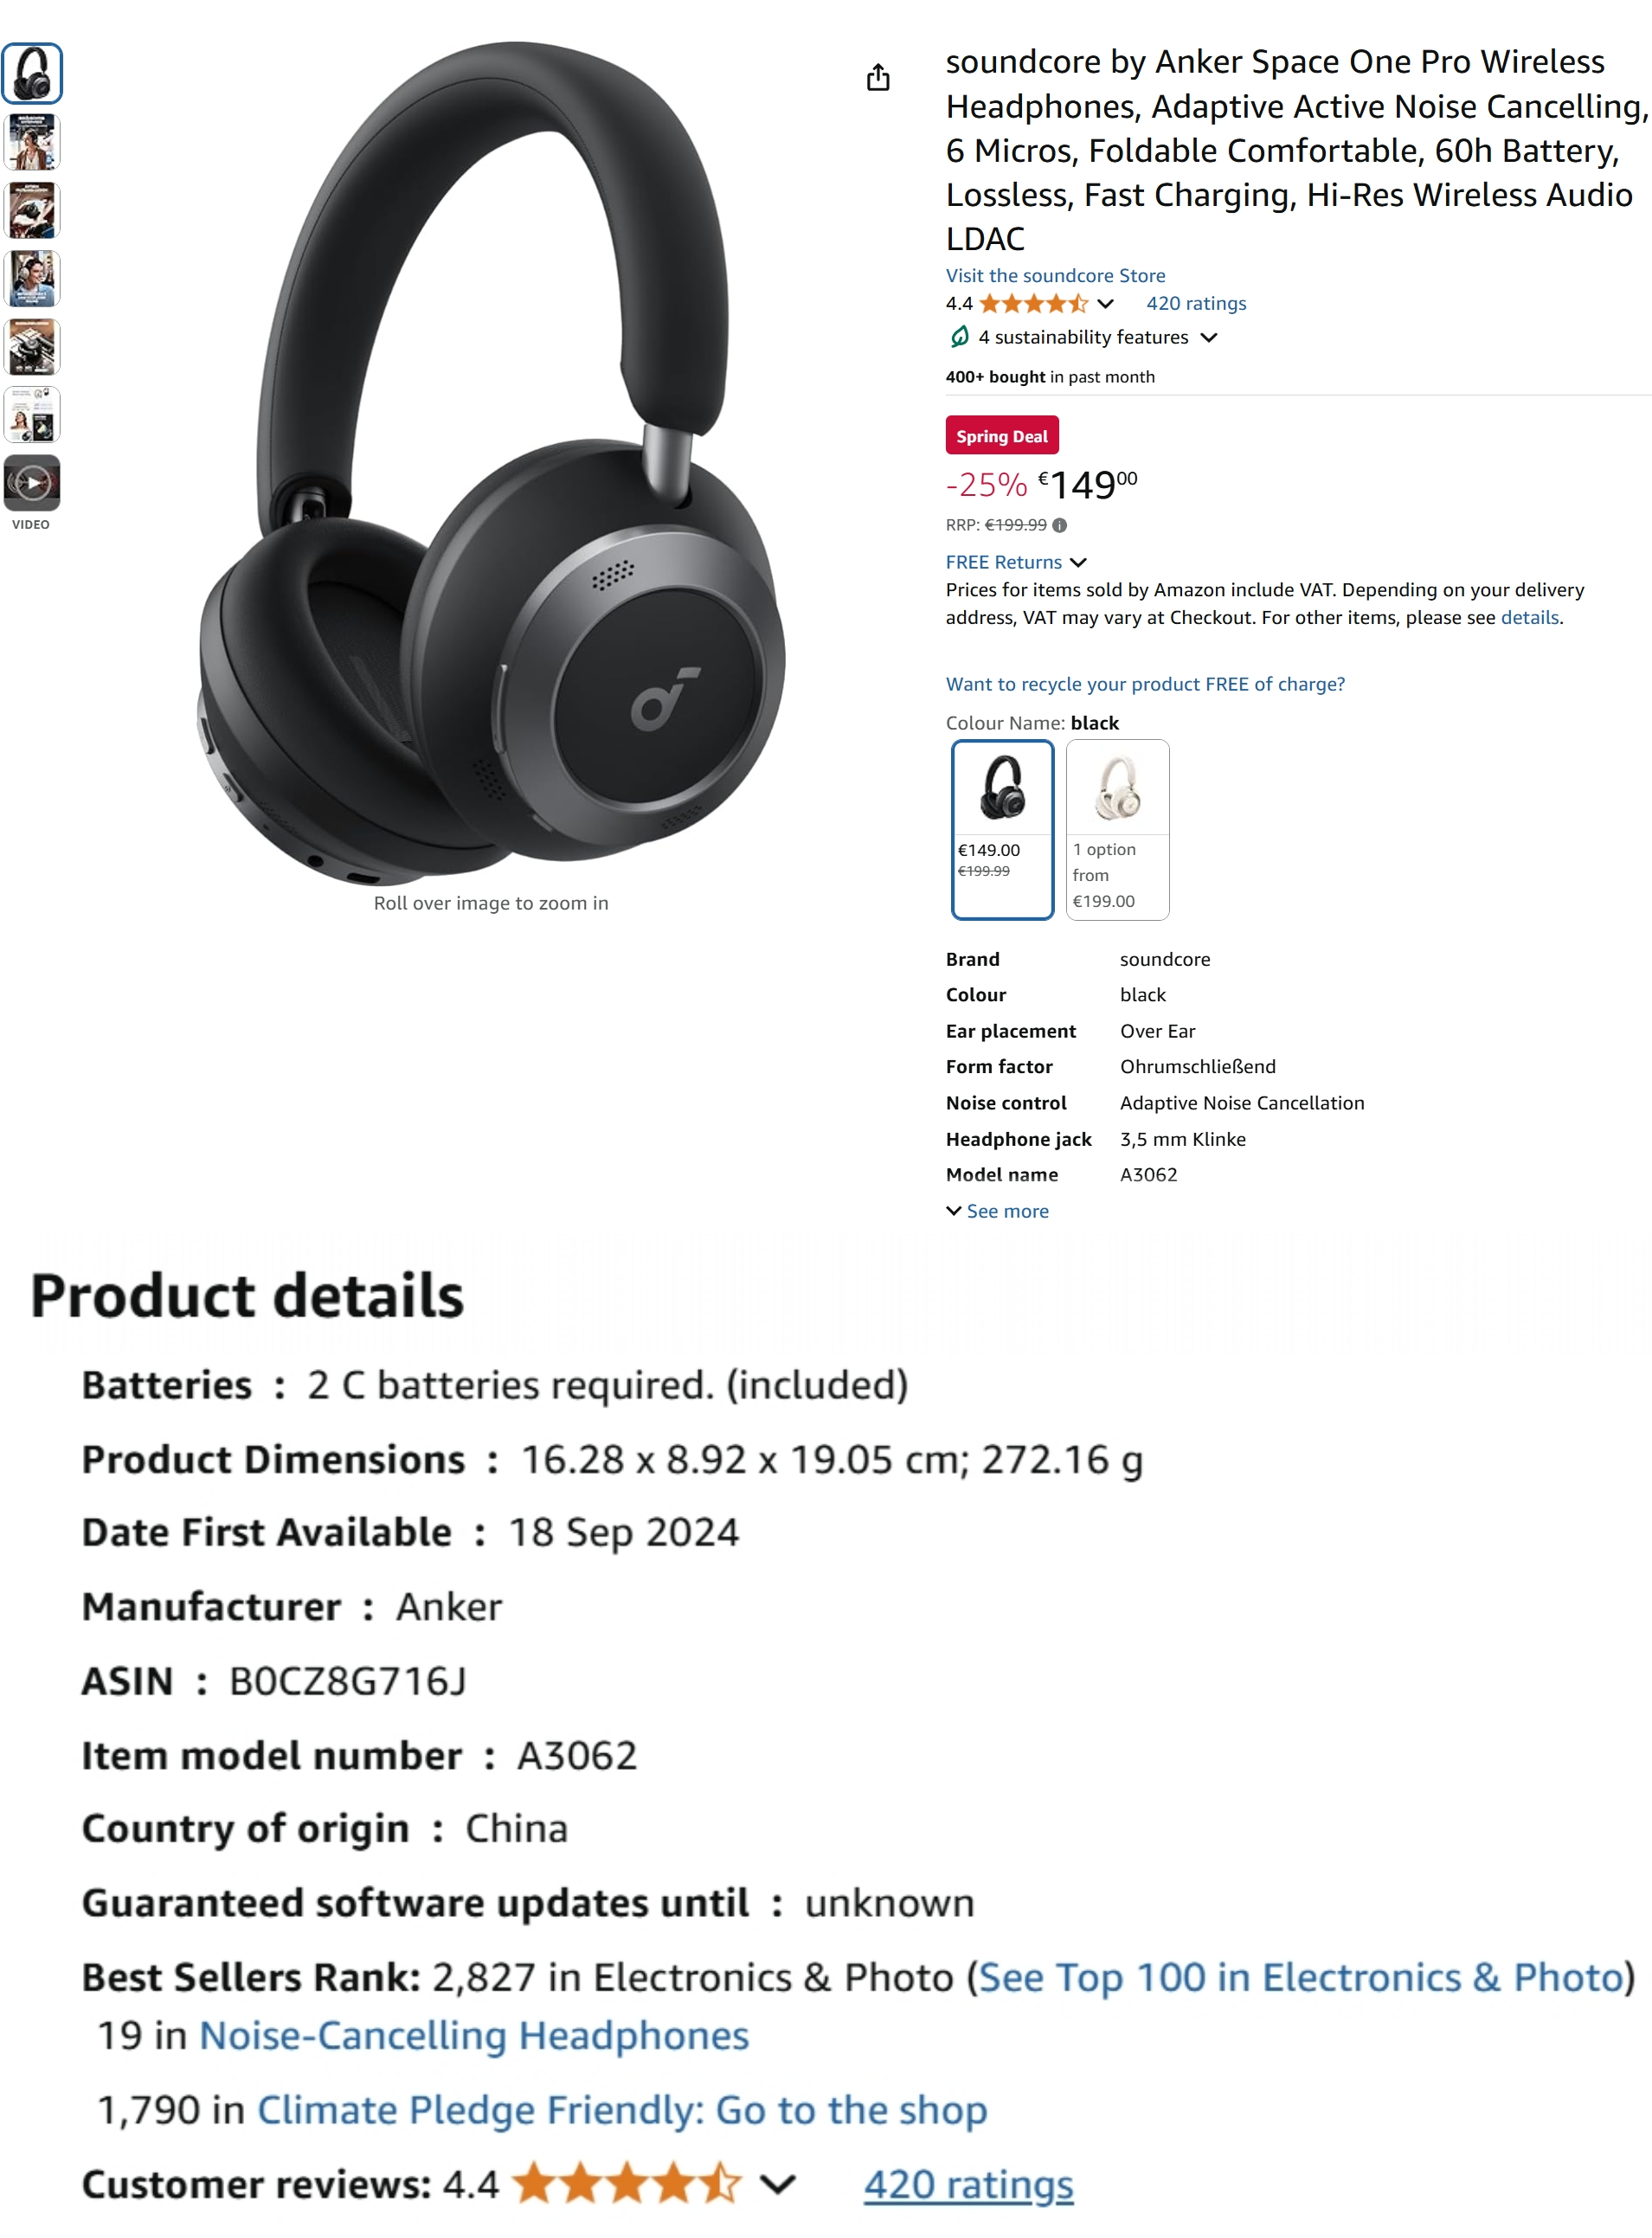 soundcore by Anker Space One Pro Wireless
Headphones, Adaptive Active Noise Cancelling,
6 Micros, Foldable Comfortable, 60h Battery,
Lossless, Fast Charging, Hi-Res Wireless Audio
LDAC
Visit the soundcore Store
4.4 420 ratings
4 sustainability features
400+ bought in past month
Spring Deal
-25% €14900
RRP: €199.99
FREE Returns
Prices for items sold by Amazon include VAT. Depending on your delivery
address, VAT may vary at Checkout. For other items, please see details.
Want to recycle your product FREE of charge?
Colour Name: black
€149.00
€199.99
1 option
from
€199.00
VIDEO
Roll over image to zoom in
Brand soundcore
Colour black
Ear placement Over Ear
Form factor Ohrumschließend
Noise control Adaptive Noise Cancellation
Headphone jack 3,5 mm Klinke
Model name A3062
See more
Product details
Batteries : 2 C batteries required. (included)
Product Dimensions : 16.28 x 8.92 x 19.05 cm; 272.16 g
Date First Available : 18 Sep 2024
Manufacturer : Anker
ASIN : B0CZ8G716J
Item model number : A3062
Country of origin : China
Guaranteed software updates until : unknown
Best Sellers Rank: 2,827 in Electronics & Photo (See Top 100 in Electronics & Photo)
19 in Noise-Cancelling Headphones
1,790 in Climate Pledge Friendly: Go to the shop
Customer reviews: 4.4 420 ratings